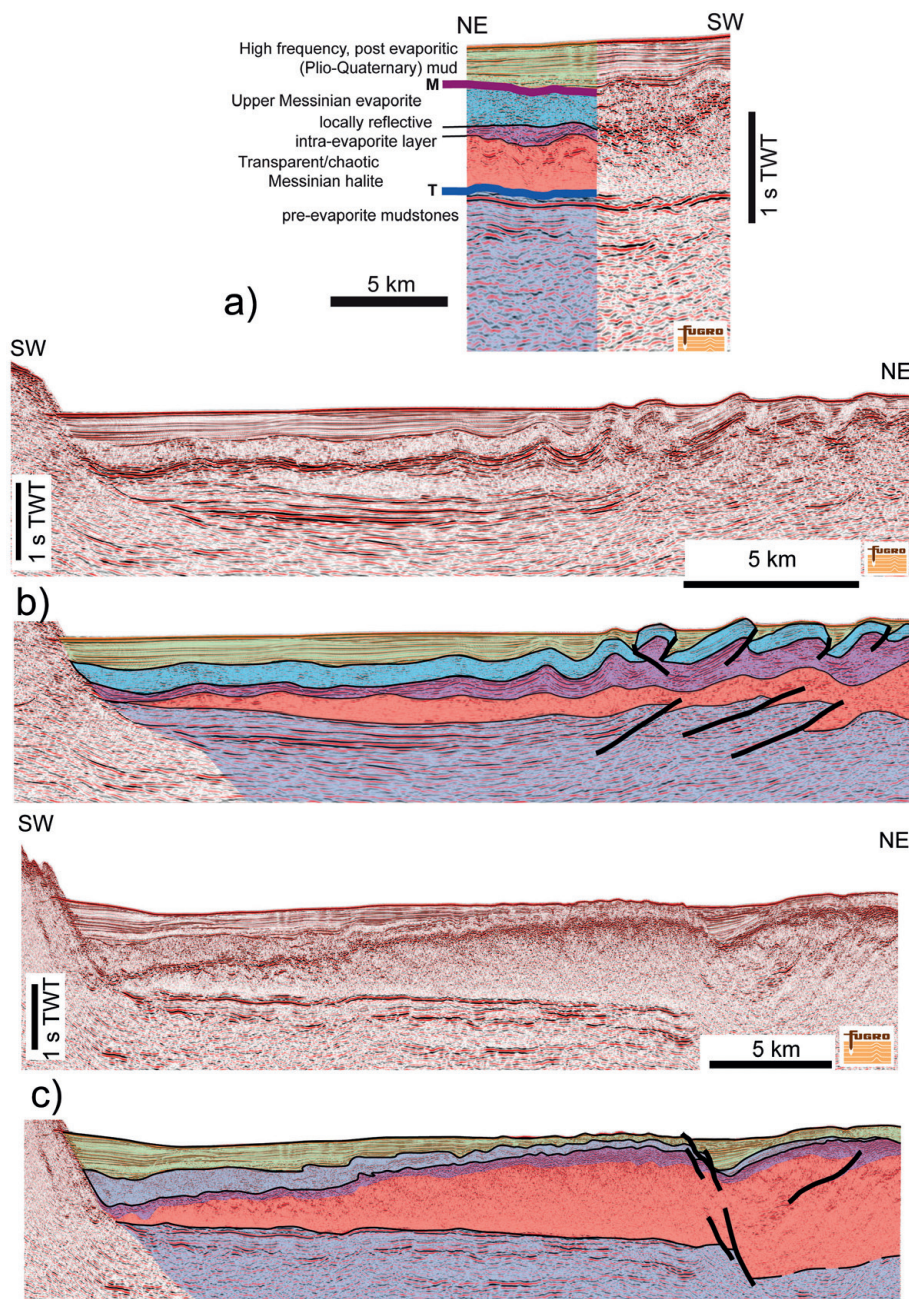 NE
SW
High frequency, post evaporitic
(Plio-Quaternary) mud
M
Upper Messinian evaporite
locally reflective
intra-evaporite layer
Transparent/chaotic
Messinian halite
T
pre-evaporite mudstones
1 s TWT
5 km
a)
fugro
SW
NE
1 s TWT
5 km
fugro
b)
SW
NE
1 s TWT
5 km
fugro
c)